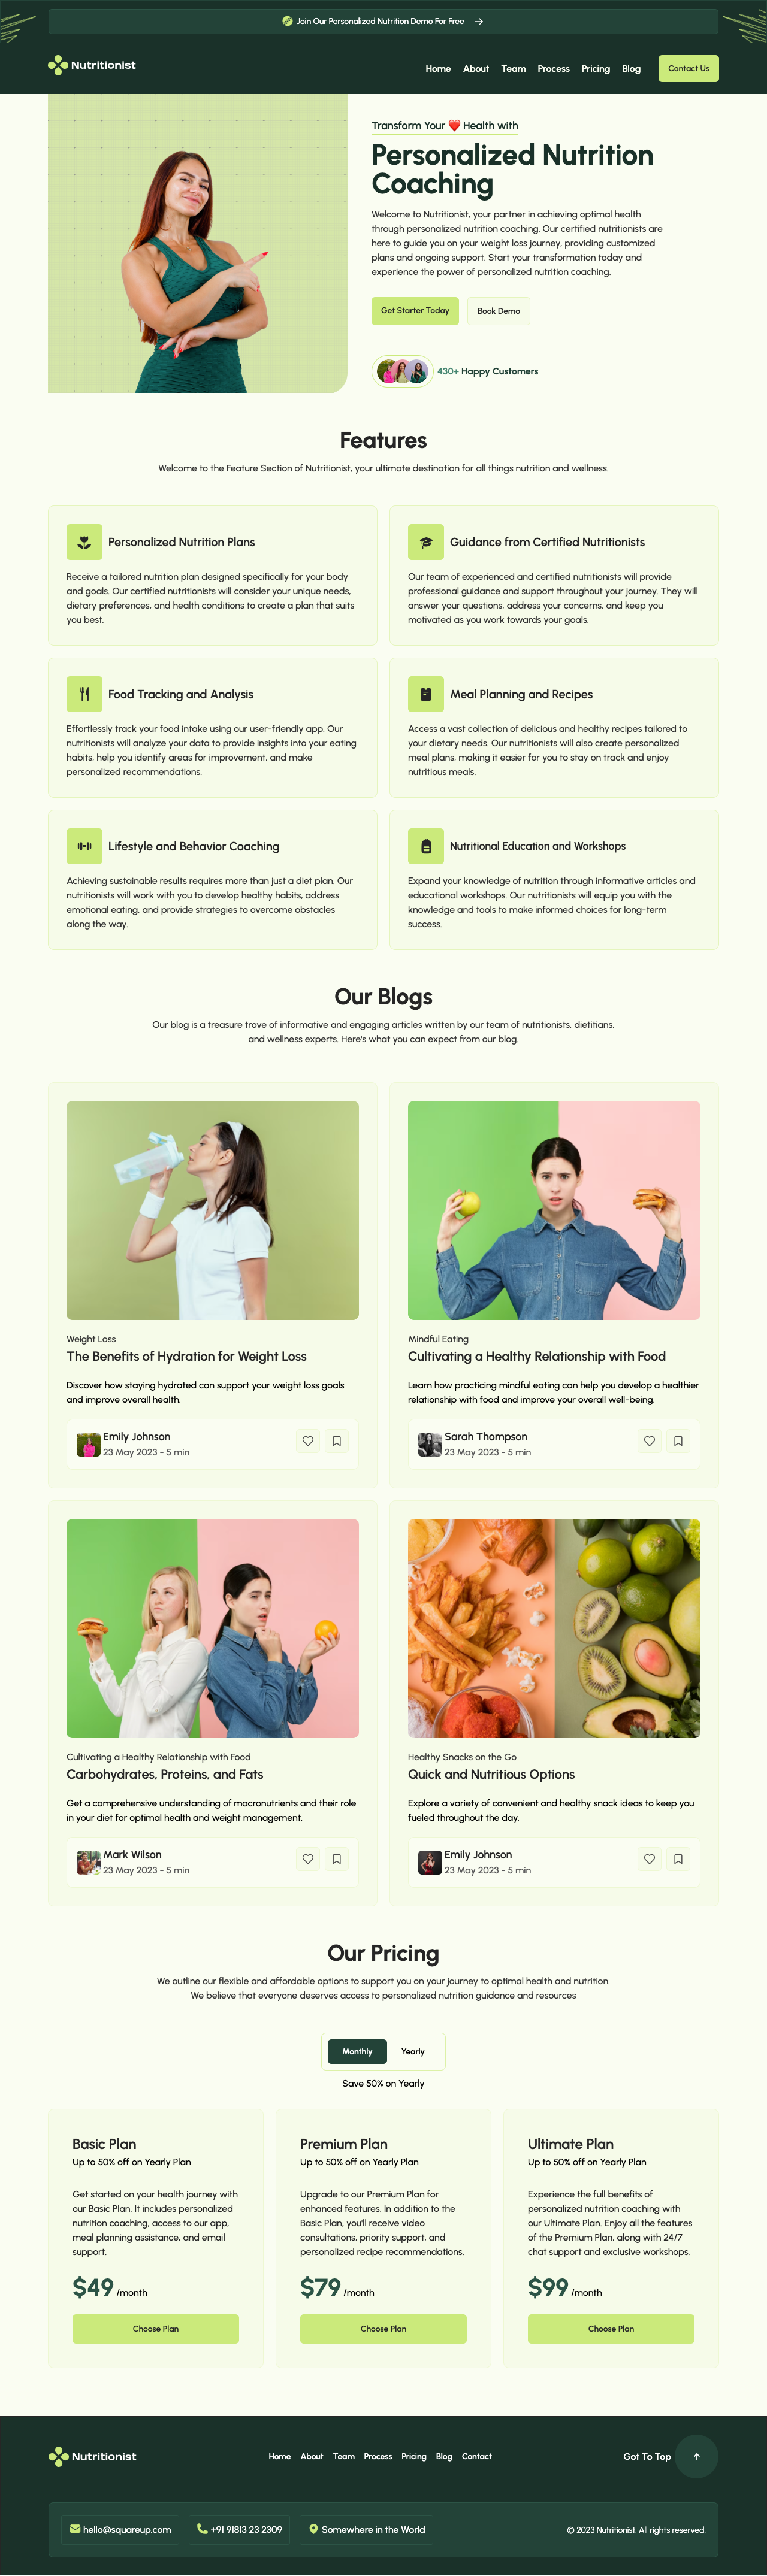 Join Our Personalized Nutrition Demo For Free
Nutritionist
Home About Team Process Pricing Blog Contact Us
Transform Your ❤️ Health with
Personalized Nutrition
Coaching
Welcome to Nutritionist, your partner in achieving optimal health
through personalized nutrition coaching. Our certified nutritionists are
here to guide you on your weight loss journey, providing customized
plans and ongoing support. Start your transformation today and
experience the power of personalized nutrition coaching.
Get Starter Today Book Demo
430+ Happy Customers
Features
Welcome to the Feature Section of Nutritionist, your ultimate destination for all things nutrition and wellness.
Personalized Nutrition Plans
Receive a tailored nutrition plan designed specifically for your body
and goals. Our certified nutritionists will consider your unique needs,
dietary preferences, and health conditions to create a plan that suits
you best.
Guidance from Certified Nutritionists
Our team of experienced and certified nutritionists will provide
professional guidance and support throughout your journey. They will
answer your questions, address your concerns, and keep you
motivated as you work towards your goals.
Food Tracking and Analysis
Effortlessly track your food intake using our user-friendly app. Our
nutritionists will analyze your data to provide insights into your eating
habits, help you identify areas for improvement, and make
personalized recommendations.
Meal Planning and Recipes
Access a vast collection of delicious and healthy recipes tailored to
your dietary needs. Our nutritionists will also create personalized
meal plans, making it easier for you to stay on track and enjoy
nutritious meals.
Lifestyle and Behavior Coaching
Achieving sustainable results requires more than just a diet plan. Our
nutritionists will work with you to develop healthy habits, address
emotional eating, and provide strategies to overcome obstacles
along the way.
Nutritional Education and Workshops
Expand your knowledge of nutrition through informative articles and
educational workshops. Our nutritionists will equip you with the
knowledge and tools to make informed choices for long-term
success.
Our Blogs
Our blog is a treasure trove of informative and engaging articles written by our team of nutritionists, dietitians,
and wellness experts. Here's what you can expect from our blog.
Weight Loss
The Benefits of Hydration for Weight Loss
Discover how staying hydrated can support your weight loss goals
and improve overall health.
Emily Johnson
23 May 2023 - 5 min
Mindful Eating
Cultivating a Healthy Relationship with Food
Learn how practicing mindful eating can help you develop a healthier
relationship with food and improve your overall well-being.
Sarah Thompson
23 May 2023 - 5 min
Cultivating a Healthy Relationship with Food
Carbohydrates, Proteins, and Fats
Get a comprehensive understanding of macronutrients and their role
in your diet for optimal health and weight management.
Mark Wilson
23 May 2023 - 5 min
Healthy Snacks on the Go
Quick and Nutritious Options
Explore a variety of convenient and healthy snack ideas to keep you
fueled throughout the day.
Emily Johnson
23 May 2023 - 5 min
Our Pricing
We outline our flexible and affordable options to support you on your journey to optimal health and nutrition.
We believe that everyone deserves access to personalized nutrition guidance and resources
Monthly Yearly
Save 50% on Yearly
Basic Plan
Up to 50% off on Yearly Plan
Get started on your health journey with
our Basic Plan. It includes personalized
nutrition coaching, access to our app,
meal planning assistance, and email
support.
$49 /month
Choose Plan
Premium Plan
Up to 50% off on Yearly Plan
Upgrade to our Premium Plan for
enhanced features. In addition to the
Basic Plan, you'll receive video
consultations, priority support, and
personalized recipe recommendations.
$79 /month
Choose Plan
Ultimate Plan
Up to 50% off on Yearly Plan
Experience the full benefits of
personalized nutrition coaching with
our Ultimate Plan. Enjoy all the features
of the Premium Plan, along with 24/7
chat support and exclusive workshops.
$99 /month
Choose Plan
Nutritionist
Home About Team Process Pricing Blog Contact
Got To Top
hello@squareup.com
+91 91813 23 2309
Somewhere in the World
© 2023 Nutritionist. All rights reserved.